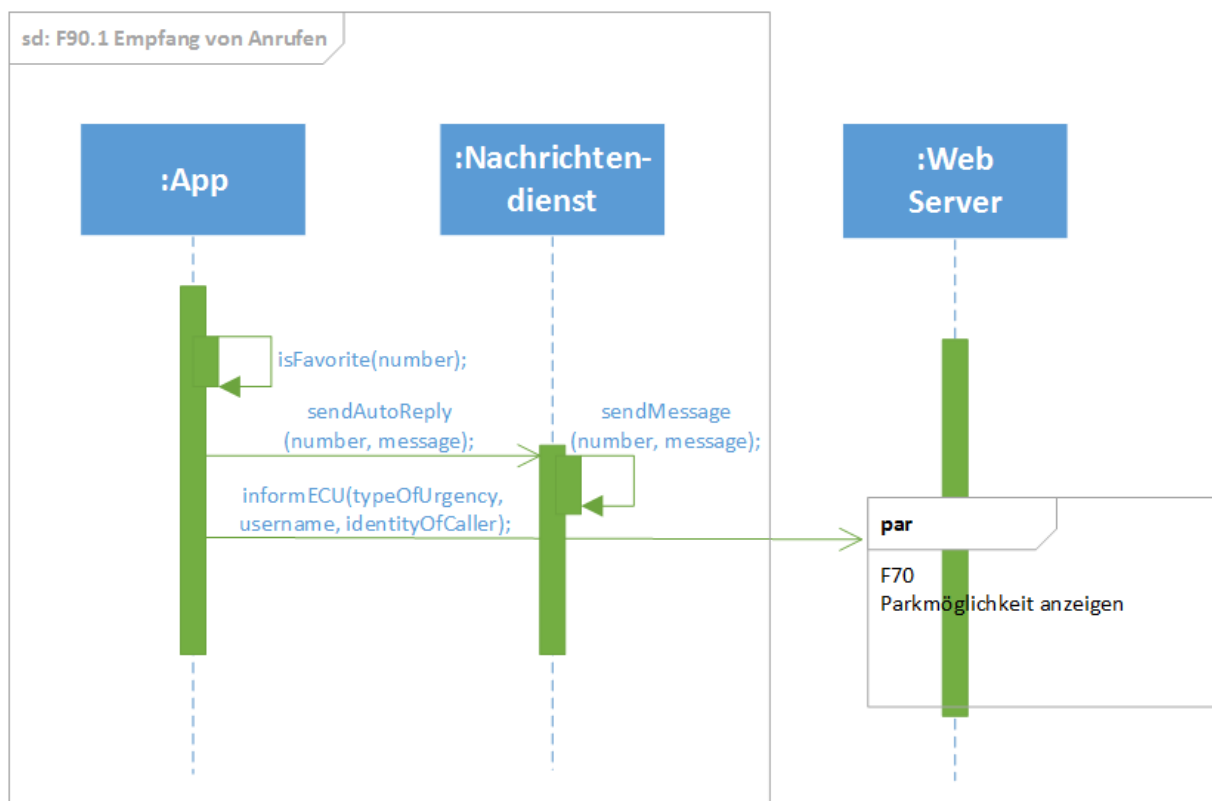 sd: F90.1 Empfang von Anrufen
:App
:Nachrichten-
dienst
:Web
Server
isFavorite(number);
sendAutoReply
(number, message);
sendMessage
(number, message);
informECU(typeOfUrgency,
username, identityOfCaller);
par
F70
Parkmöglichkeit anzeigen